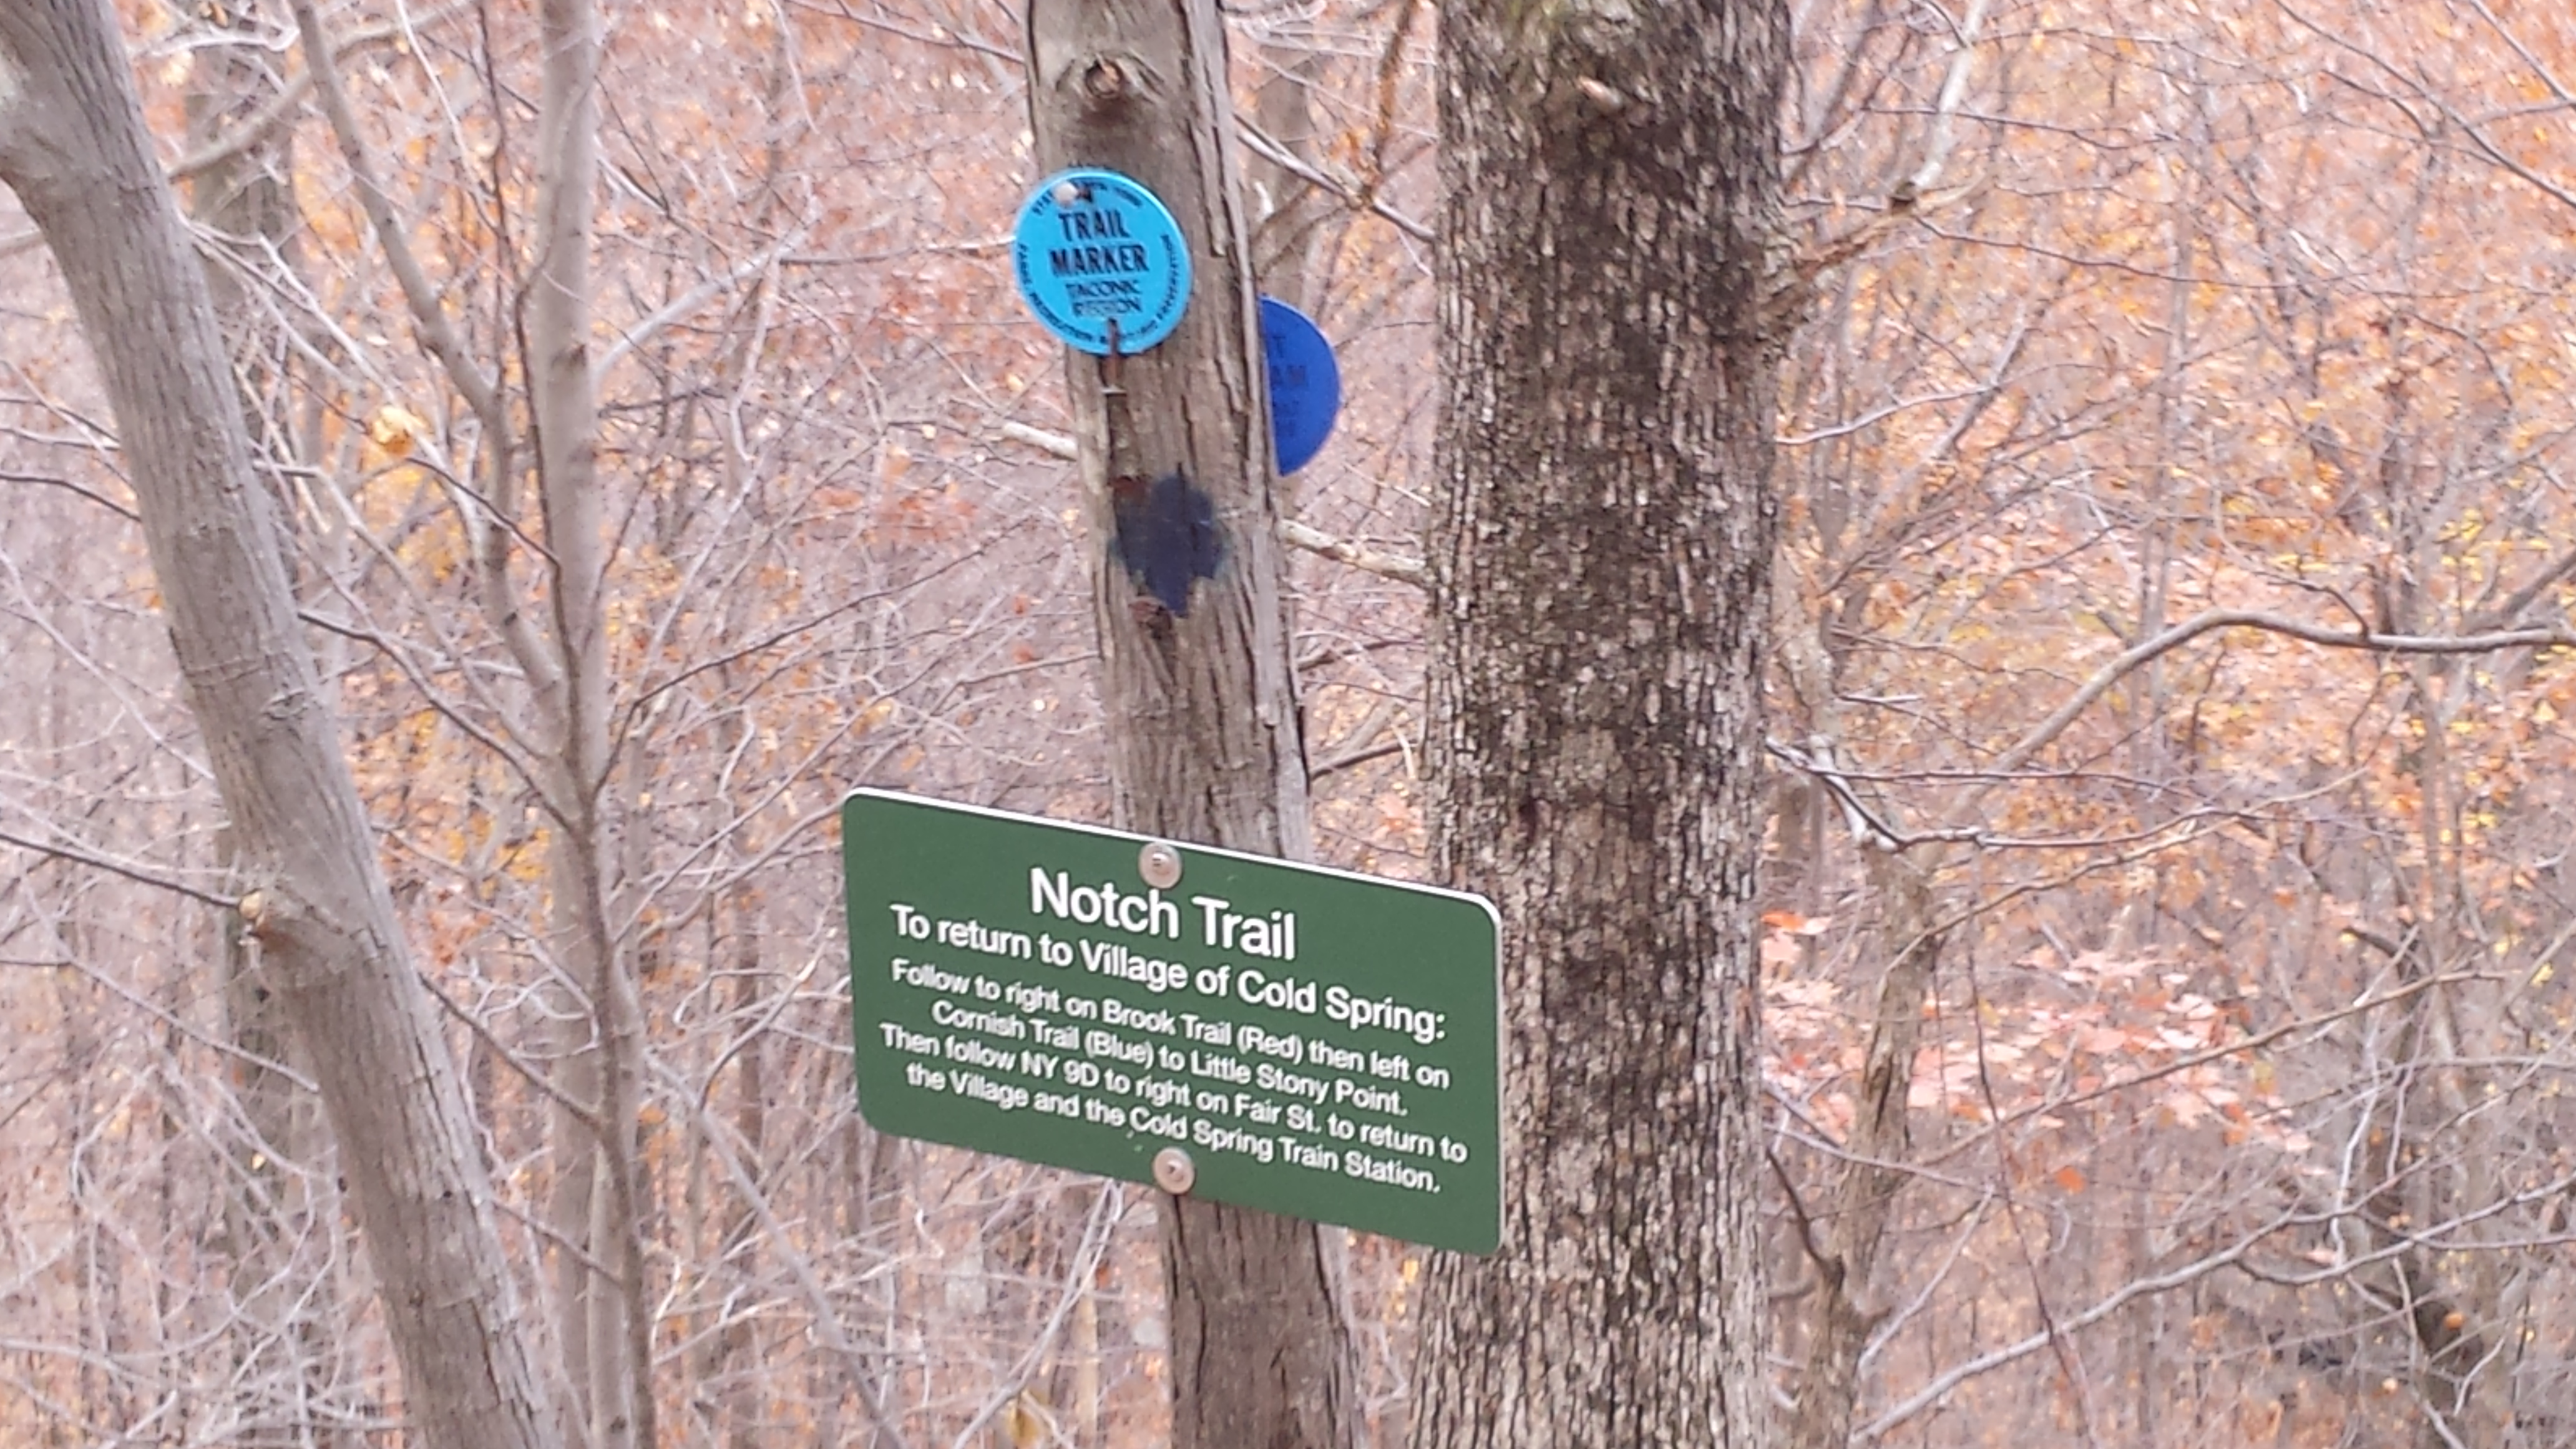 TRAIL
MARKER
TACONIC
REGION
Notch Trail
To return to Village of Cold Spring:
Follow to right on Brook Trail (Red) then left on
Cornish Trail (Blue) to Little Stony Point.
Then follow NY 9D to right on Fair St. to return to
the Village and the Cold Spring Train Station.